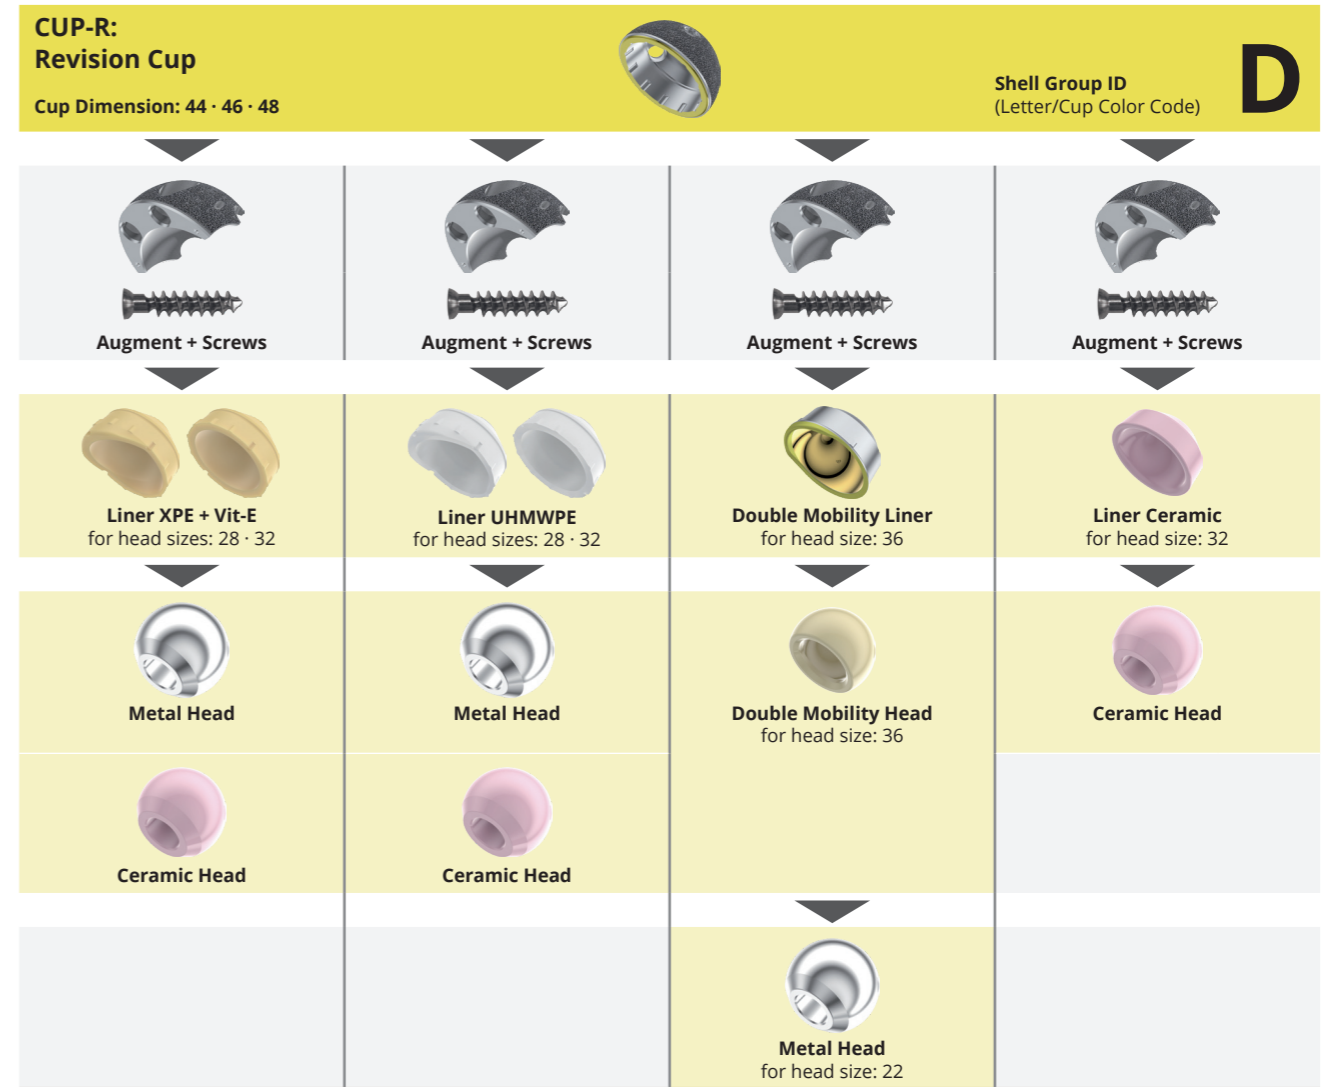 CUP-R:
Revision Cup
Cup Dimension: 44 · 46 · 48
Shell Group ID
(Letter/Cup Color Code)
D
Augment + Screws
Augment + Screws
Augment + Screws
Augment + Screws
Liner XPE + Vit-E
for head sizes: 28 · 32
Liner UHMWPE
for head sizes: 28 · 32
Double Mobility Liner
for head size: 36
Liner Ceramic
for head size: 32
Metal Head
Metal Head
Double Mobility Head
for head size: 36
Ceramic Head
Ceramic Head
Ceramic Head
Metal Head
for head size: 22